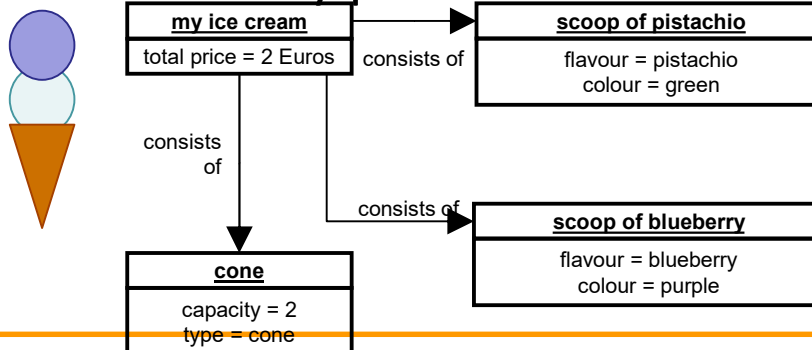 my ice cream
total price = 2 Euros
consists of
scoop of pistachio
flavour = pistachio
colour = green
consists
of
consists of
scoop of blueberry
flavour = blueberry
colour = purple
cone
capacity = 2
type = cone